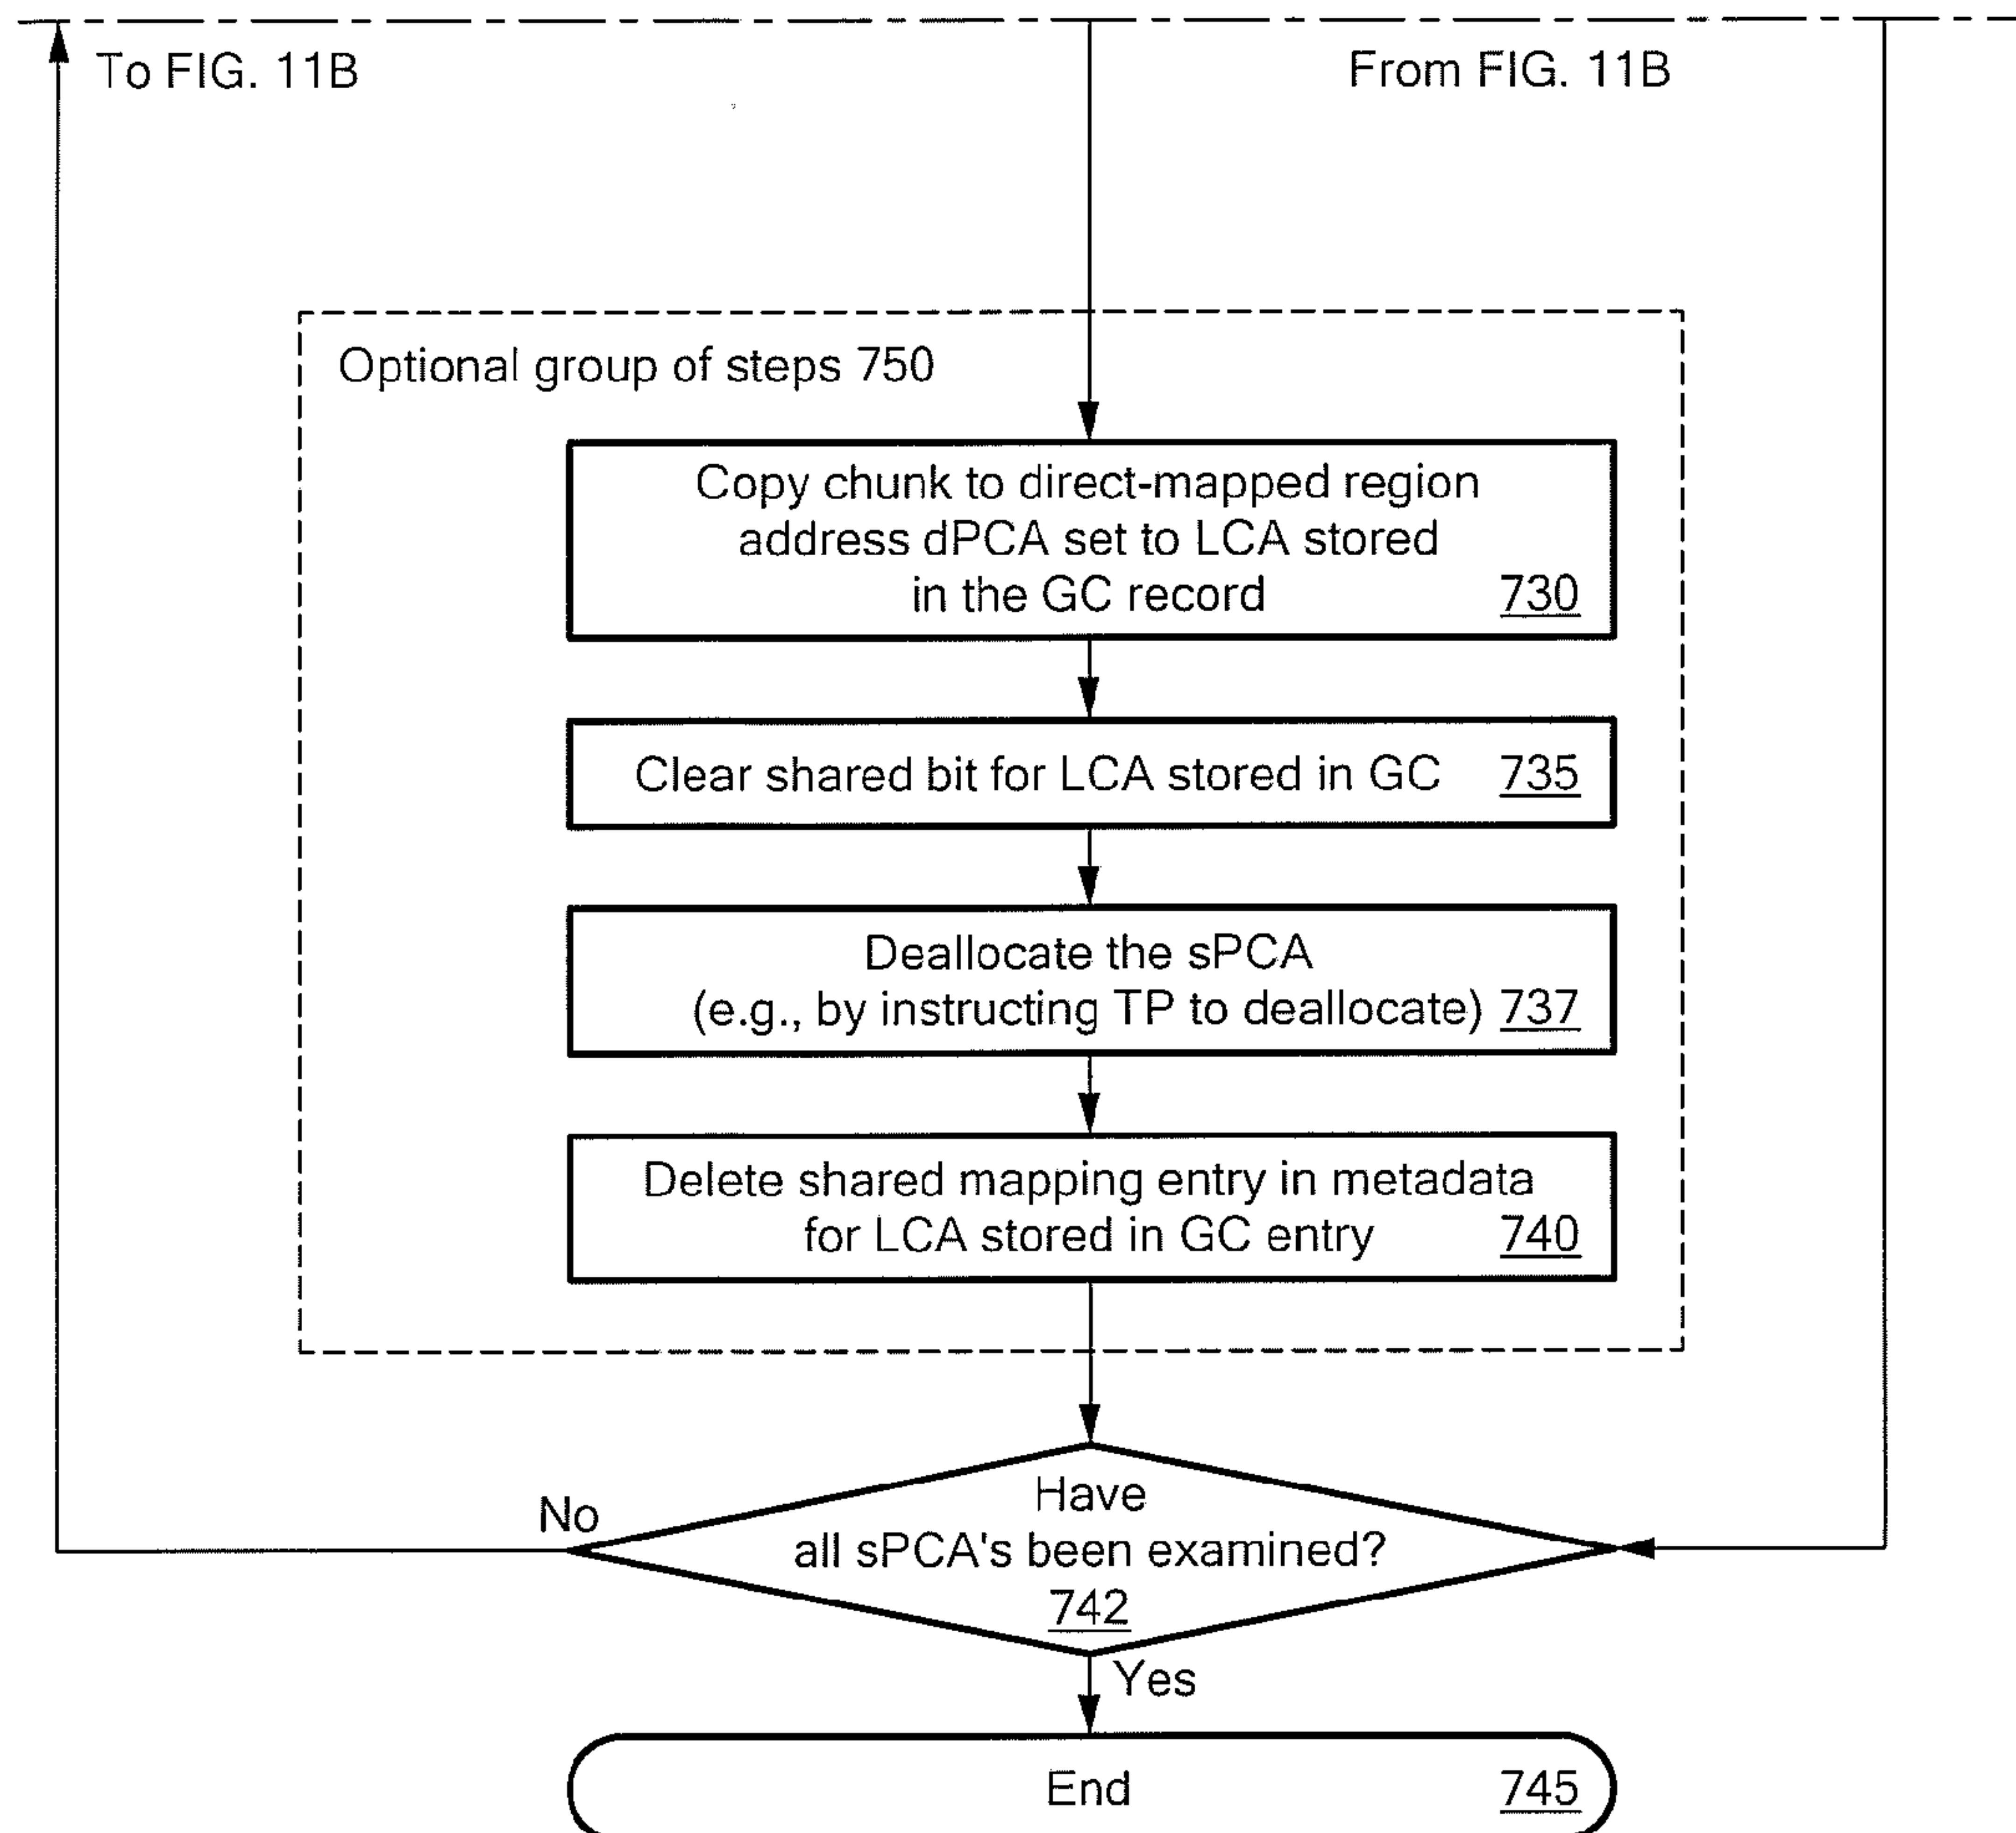 To FIG. 11B
From FIG. 11B
Optional group of steps 750
Copy chunk to direct-mapped region
address dPCA set to LCA stored
in the GC record 730
Clear shared bit for LCA stored in GC 735
Deallocate the sPCA
(e.g., by instructing TP to deallocate) 737
Delete shared mapping entry in metadata
for LCA stored in GC entry 740
Have
all sPCA's been examined?
742
No
Yes
End 745